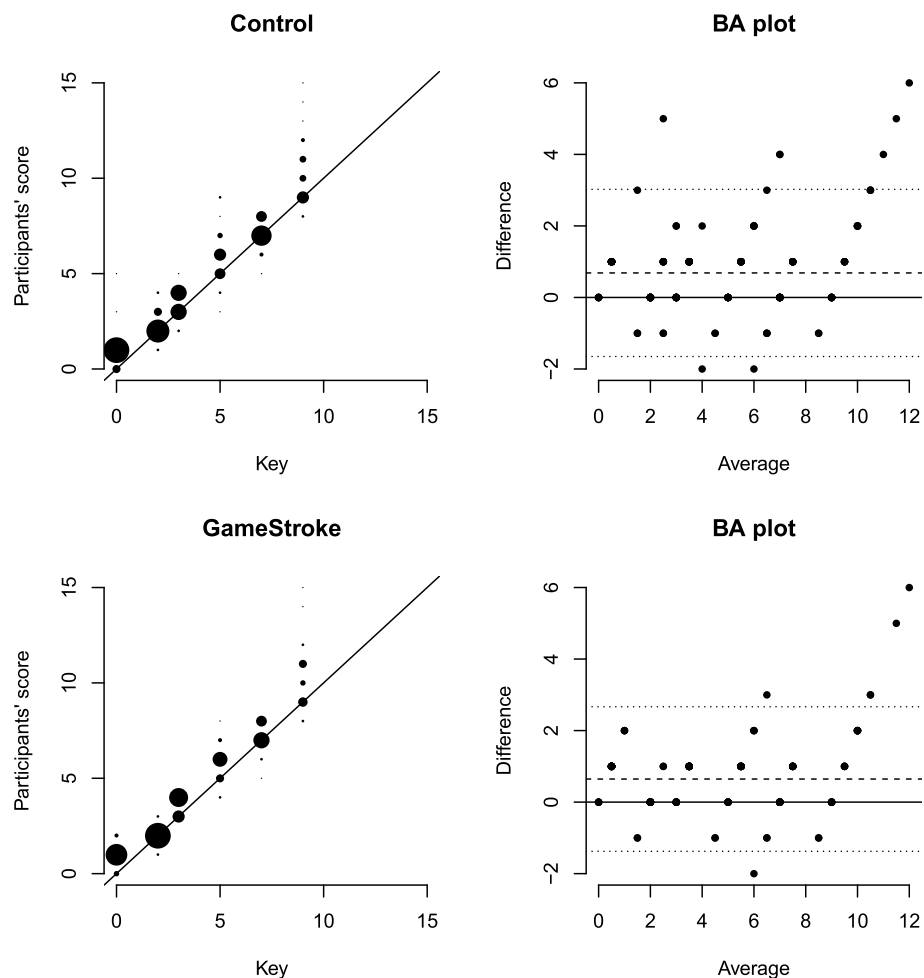 Control
BA plot
Participants' score
15
10
5
0
0 5 10 15
Key
Difference
6
4
2
0
−2
0 2 4 6 8 10 12
Average
GameStroke
BA plot
Participants' score
15
10
5
0
0 5 10 15
Key
Difference
6
4
2
0
−2
0 2 4 6 8 10 12
Average